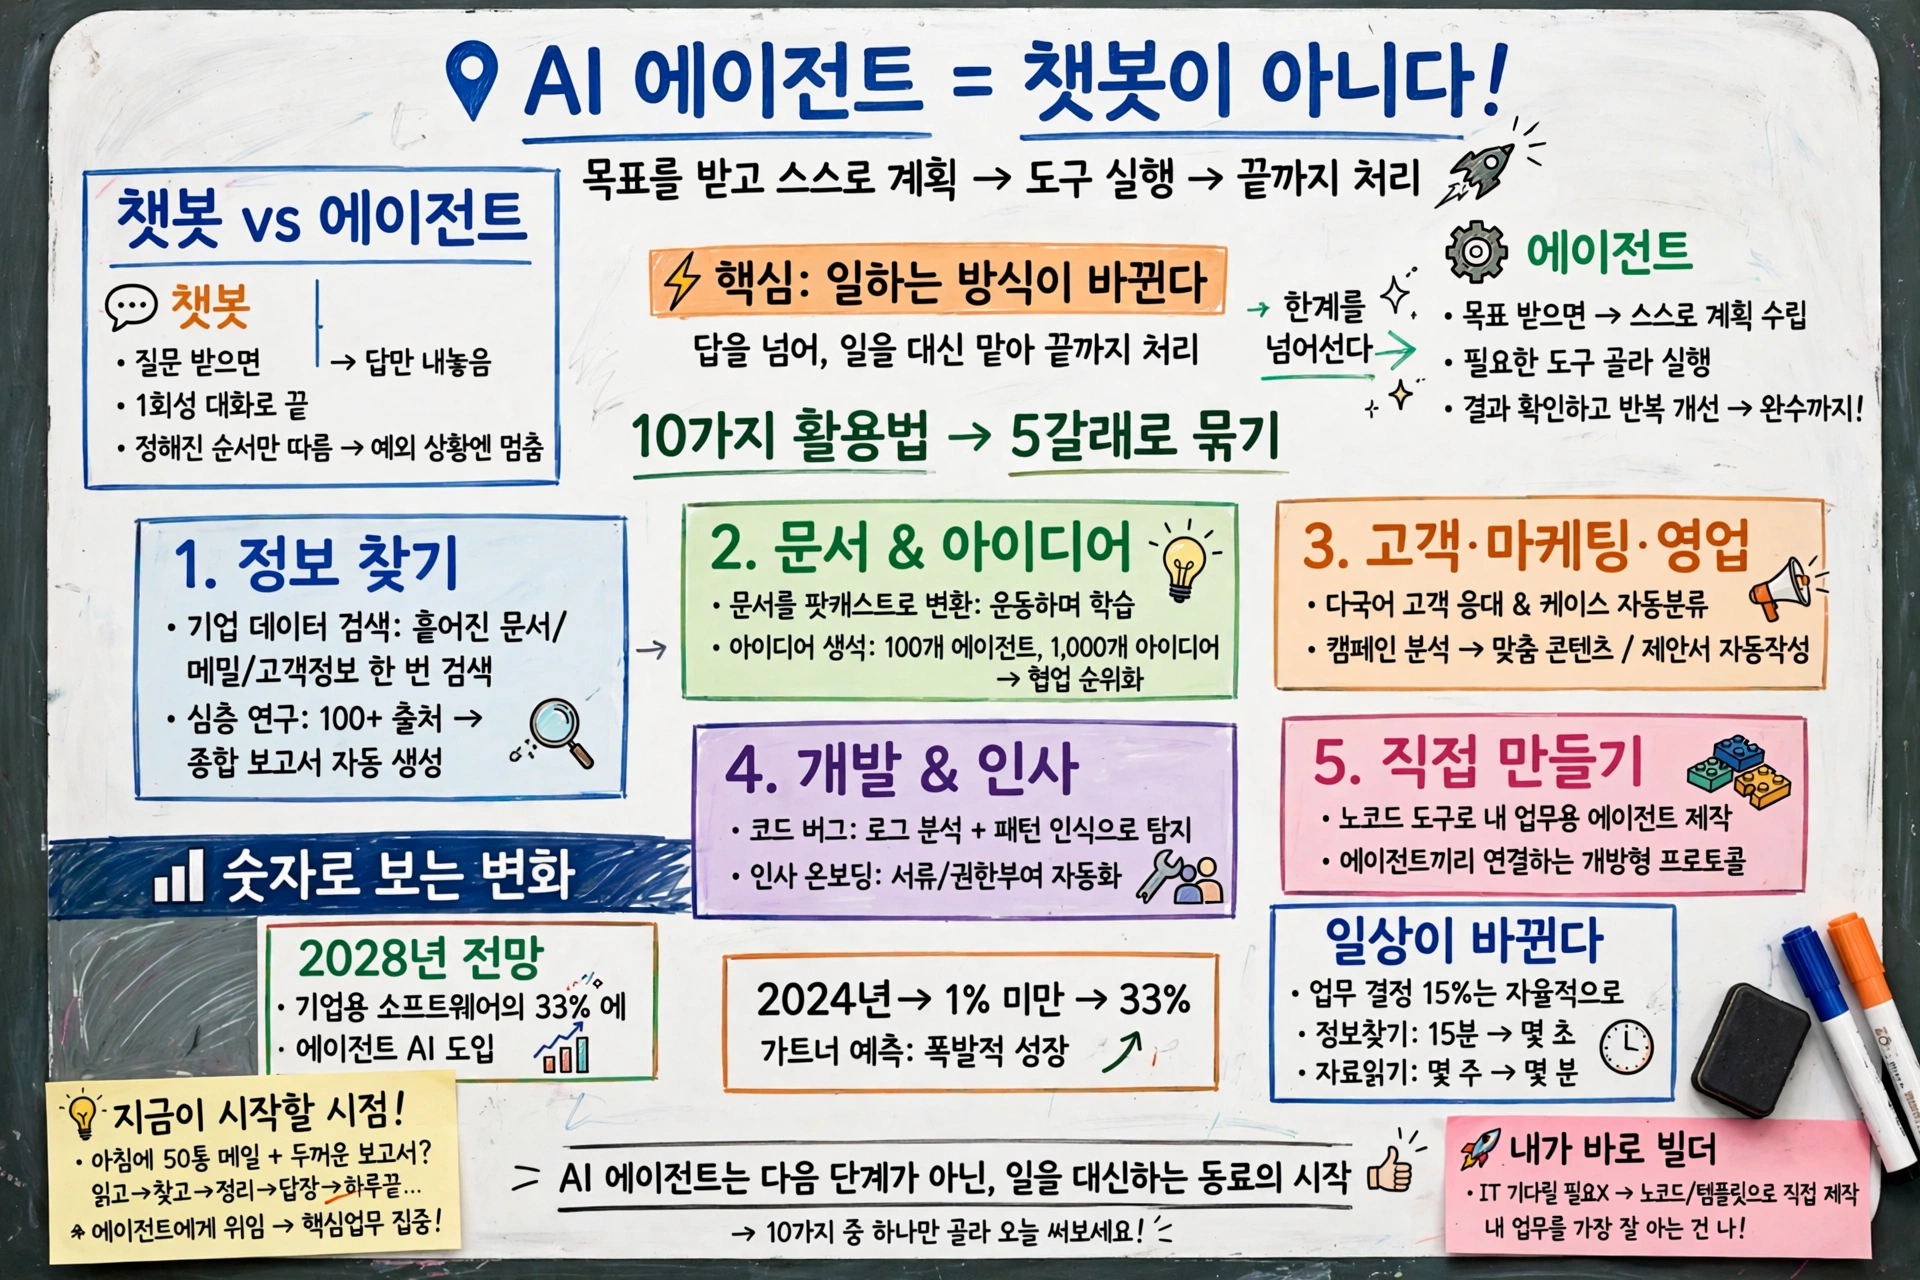 AI 에이전트 = 챗봇이 아니다!
목표를 받고 스스로 계획 → 도구 실행 → 끝까지 처리
챗봇 vs 에이전트
챗봇
• 질문 받으면 → 답만 내놓음
• 1회성 대화로 끝
• 정해진 순서만 따름 → 예외 상황엔 멈춤
핵심: 일하는 방식이 바뀐다
답을 넘어, 일을 대신 맡아 끝까지 처리
→ 한계를
넘어선다 →
에이전트
• 목표 받으면 → 스스로 계획 수립
• 필요한 도구 골라 실행
• 결과 확인하고 반복 개선 → 완수까지!
10가지 활용법 → 5갈래로 묶기
1. 정보 찾기
• 기업 데이터 검색: 흩어진 문서/
메밀/고객정보 한 번 검색
• 심층 연구: 100+ 출처 →
종합 보고서 자동 생성
→
2. 문서 & 아이디어
• 문서를 팟캐스트로 변환: 운동하며 학습
• 아이디어 생석: 100개 에이전트, 1,000개 아이디어
→ 협업 순위화
3. 고객·마케팅·영업
• 다국어 고객 응대 & 케이스 자동분류
• 캠페인 분석 → 맞춤 콘텐츠 / 제안서 자동작성
4. 개발 & 인사
• 코드 버그: 로그 분석 + 패턴 인식으로 탐지
• 인사 온보딩: 서류/권한부여 자동화
5. 직접 만들기
• 노코드 도구로 내 업무용 에이전트 제작
• 에이전트끼리 연결하는 개방형 프로토콜
숫자로 보는 변화
2028년 전망
• 기업용 소프트웨어의 33% 에
• 에이전트 AI 도입
2024년 → 1% 미만 → 33%
가트너 예측: 폭발적 성장
일상이 바뀐다
• 업무 결정 15%는 자율적으로
• 정보찾기: 15분 → 몇 초
• 자료읽기: 몇 주 → 몇 분
지금이 시작할 시점!
• 아침에 50통 메일 + 두꺼운 보고서?
읽고→찾고→정리→답장→하루끝...
에이전트에게 위임 → 핵심업무 집중!
AI 에이전트는 다음 단계가 아닌, 일을 대신하는 동료의 시작
→ 10가지 중 하나만 골라 오늘 써보세요!
내가 바로 빌더
• IT 기다릴 필요X → 노코드/템플릿으로 직접 제작
내 업무를 가장 잘 아는 건 나!